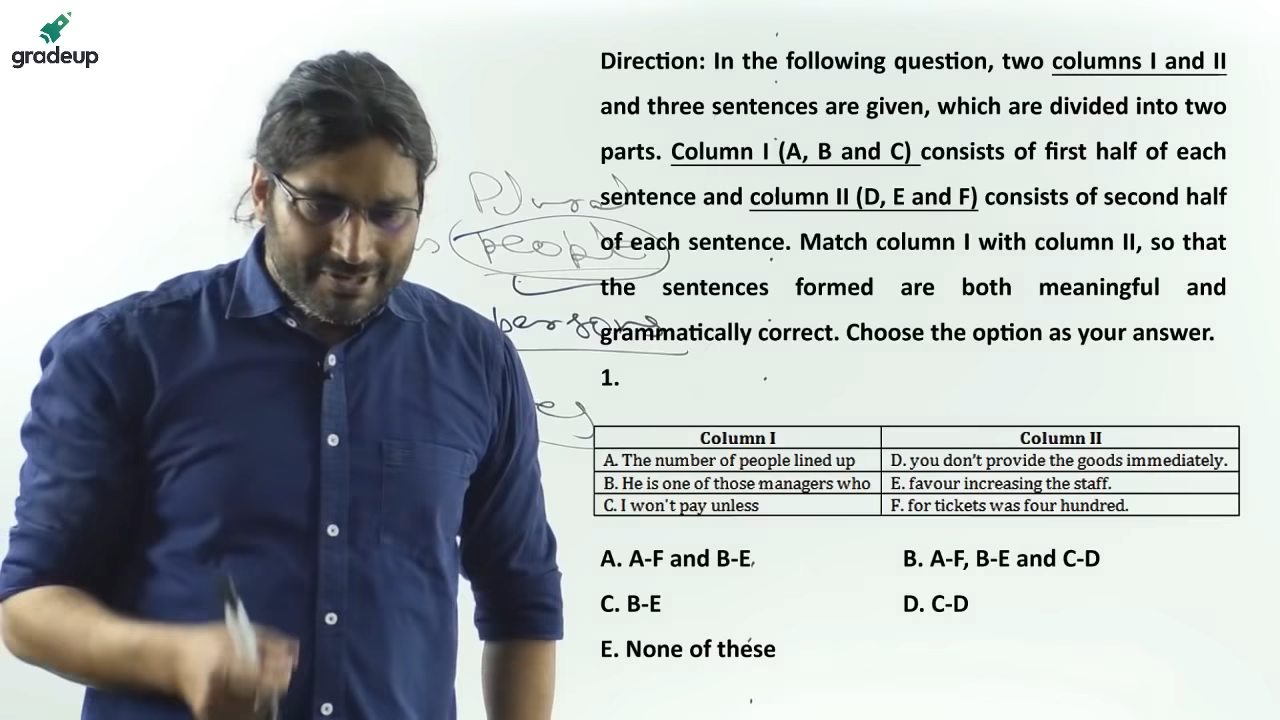 gradeup
Direction: In the following question, two columns I and II
and three sentences are given, which are divided into two
parts. Column I (A, B and C) consists of first half of each
sentence and column II (D, E and F) consists of second half
of each sentence. Match column I with column II, so that
the sentences formed are both meaningful and
grammatically correct. Choose the option as your answer.
1.
Column I Column II
A. The number of people lined up D. you don't provide the goods immediately.
B. He is one of those managers who E. favour increasing the staff.
C. I won't pay unless F. for tickets was four hundred.
A. A-F and B-E, B. A-F, B-E and C-D
C. B-E D. C-D
E. None of these
Plural
people
persons